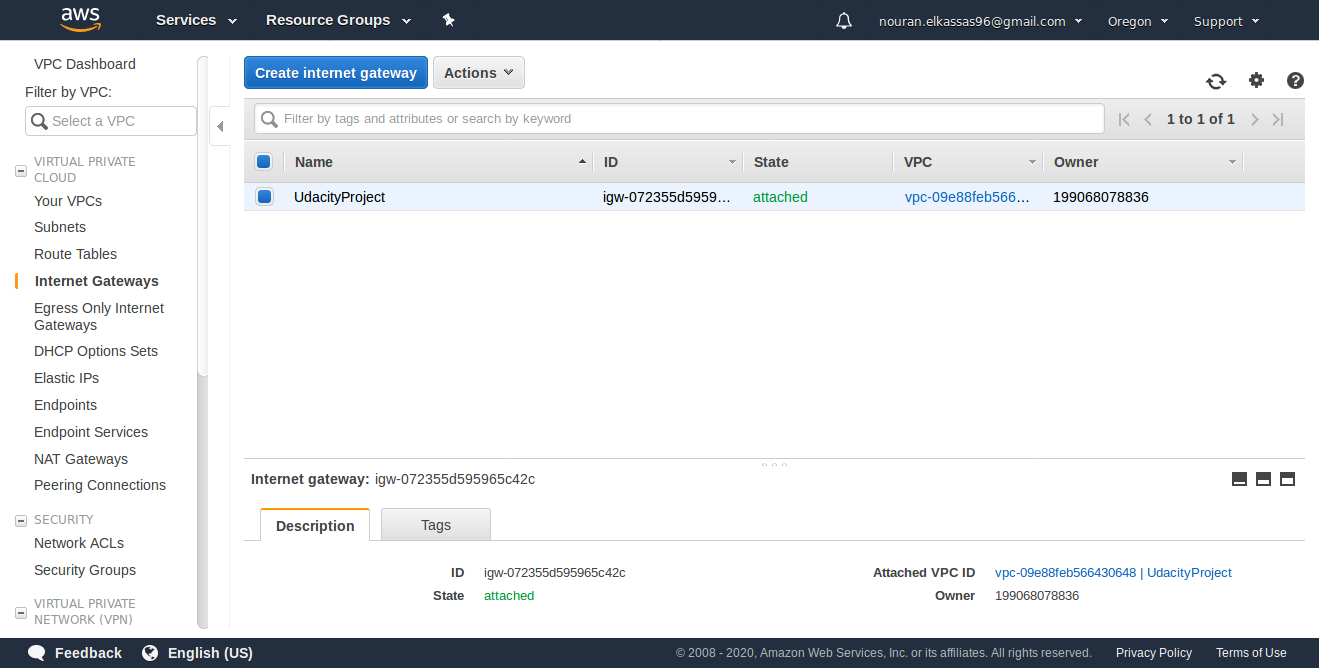 aws Services Resource Groups nouran.elkassas96@gmail.com Oregon Support
VPC Dashboard
Filter by VPC:
Select a VPC
VIRTUAL PRIVATE
CLOUD
Your VPCs
Subnets
Route Tables
Internet Gateways
Egress Only Internet
Gateways
DHCP Options Sets
Elastic IPs
Endpoints
Endpoint Services
NAT Gateways
Peering Connections
SECURITY
Network ACLs
Security Groups
VIRTUAL PRIVATE
NETWORK (VPN)
Create internet gateway Actions
Filter by tags and attributes or search by keyword 1 to 1 of 1
Name ID State VPC Owner
UdacityProject igw-072355d5959... attached vpc-09e88feb566... 199068078836
Internet gateway: igw-072355d595965c42c
Description Tags
ID igw-072355d595965c42c Attached VPC ID vpc-09e88feb566430648 | UdacityProject
State attached Owner 199068078836
Feedback English (US) © 2008 - 2020, Amazon Web Services, Inc. or its affiliates. All rights reserved. Privacy Policy Terms of Use